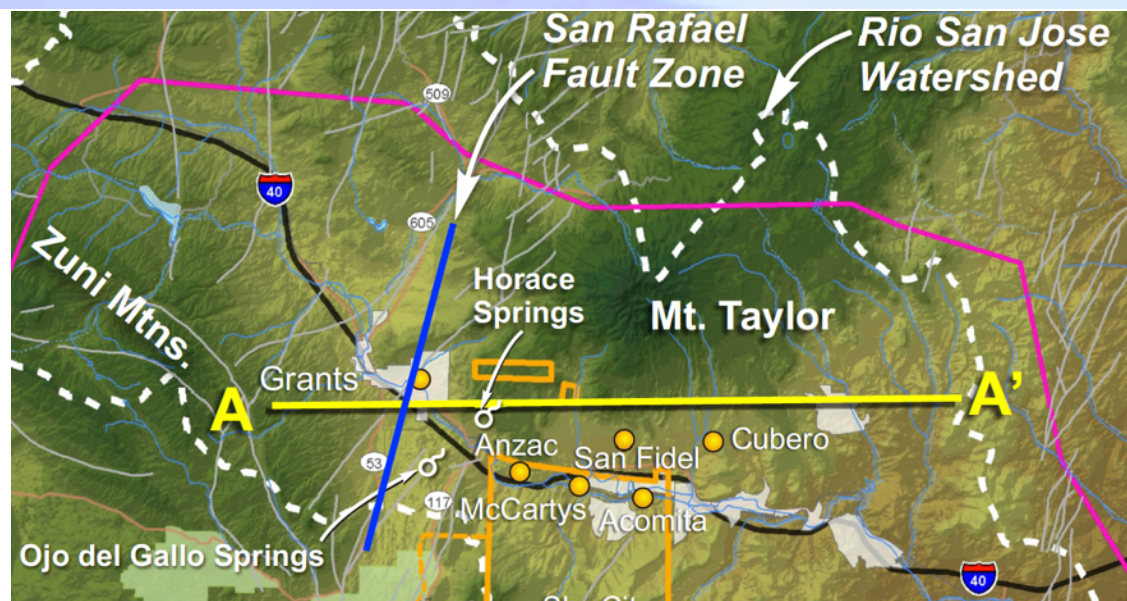 San Rafael
Fault Zone
Rio San Jose
Watershed
509
40
605
Zuni Mtns.
Horace
Springs
Mt. Taylor
Grants
A
A’
Anzac
San Fidel
Cubero
53
117
McCartys
Acomita
Ojo del Gallo Springs
40